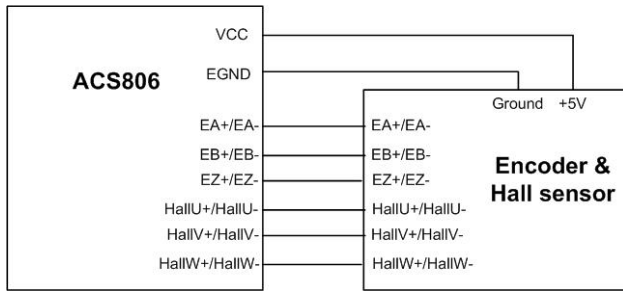 VCC
ACS806
EGND
EA+/EA-
EB+/EB-
EZ+/EZ-
HallU+/HallU-
HallV+/HallV-
HallW+/HallW-
Ground +5V
EA+/EA-
EB+/EB-
EZ+/EZ-
Encoder &
Hall sensor
HallU+/HallU-
HallV+/HallV-
HallW+/HallW-